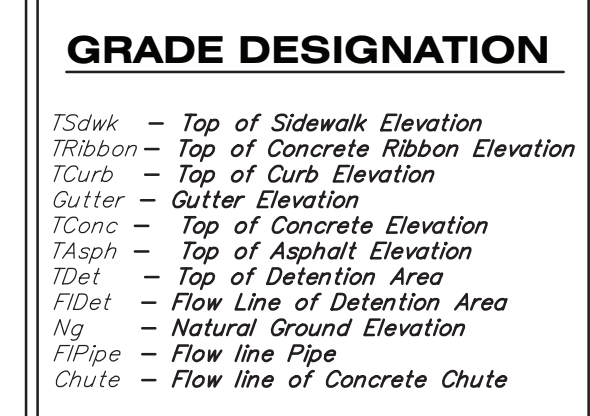 GRADE DESIGNATION
TSdwk – Top of Sidewalk Elevation
TRibbon – Top of Concrete Ribbon Elevation
TCurb – Top of Curb Elevation
Gutter – Gutter Elevation
TConc – Top of Concrete Elevation
TAsph – Top of Asphalt Elevation
TDet – Top of Detention Area
FlDet – Flow Line of Detention Area
Ng – Natural Ground Elevation
FlPipe – Flow line Pipe
Chute – Flow line of Concrete Chute